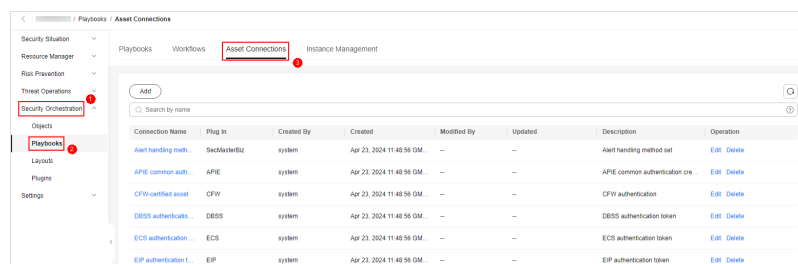 / Playbooks / Asset Connections
Security Situation
Resource Manager
Risk Prevention
Threat Operations
1
Security Orchestration
Objects
Playbooks
2
Layouts
Plugins
Settings
Playbooks Workflows Asset Connections Instance Management
3
Add
Search by name
Connection Name Plug In Created By Created Modified By Updated Description Operation
Alert handling meth... SecMasterBiz system Apr 23, 2024 11:48:56 GM... -- -- Alert handling method set Edit Delete
APIE common auth... APIE system Apr 23, 2024 11:48:56 GM... -- -- APIE common authentication cre... Edit Delete
CFW-certified asset CFW system Apr 23, 2024 11:48:56 GM... -- -- CFW authentication Edit Delete
DBSS authenticatio... DBSS system Apr 23, 2024 11:48:56 GM... -- -- DBSS authentication token Edit Delete
ECS authentication ... ECS system Apr 23, 2024 11:48:56 GM... -- -- ECS authentication token Edit Delete
EIP authentication t... EIP system Apr 23, 2024 11:48:56 GM... -- -- EIP authentication token Edit Delete